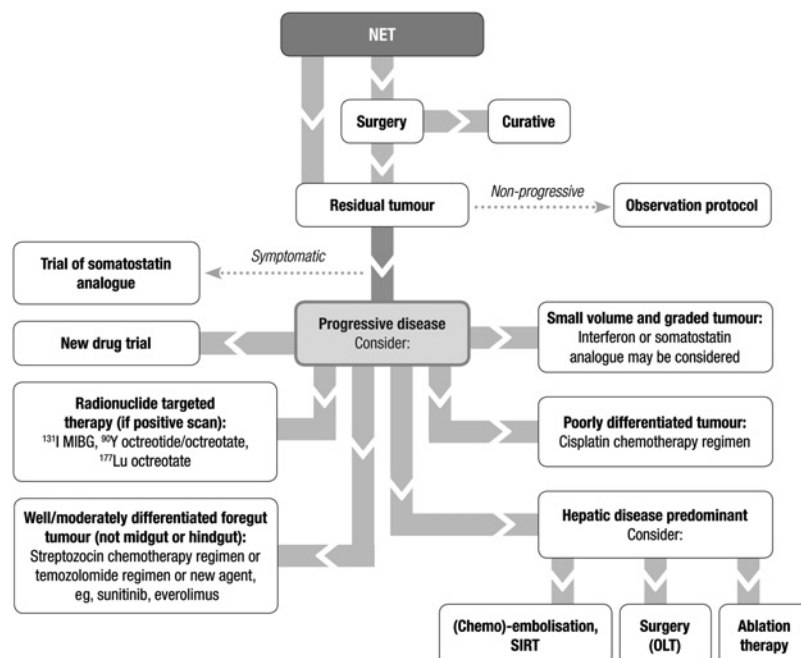 NET
Surgery
Curative
Residual tumour
Non-progressive
Observation protocol
Symptomatic
Trial of somatostatin
analogue
Progressive disease
Consider:
New drug trial
Small volume and graded tumour:
Interferon or somatostatin
analogue may be considered
Radionuclide targeted
therapy (if positive scan):
¹³¹I MIBG, ⁹⁰Y octreotide/octreotate,
¹⁷⁷Lu octreotate
Poorly differentiated tumour:
Cisplatin chemotherapy regimen
Well/moderately differentiated foregut
tumour (not midgut or hindgut):
Streptozocin chemotherapy regimen or
temozolomide regimen or new agent,
eg, sunitinib, everolimus
Hepatic disease predominant
Consider:
(Chemo)-embolisation,
SIRT
Surgery
(OLT)
Ablation
therapy